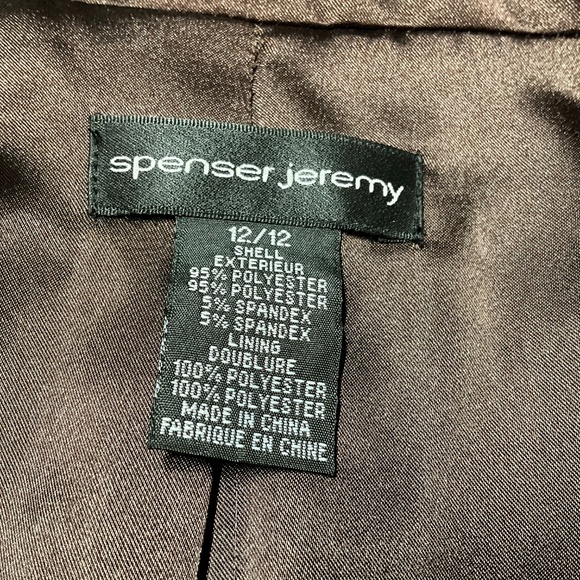 spenser jeremy
12/12
SHELL
EXTERIEUR
95% POLYESTER
95% POLYESTER
5% SPANDEX
5% SPANDEX
LINING
DOUBLURE
100% POLYESTER
100% POLYESTER
MADE IN CHINA
FABRIQUE EN CHINE